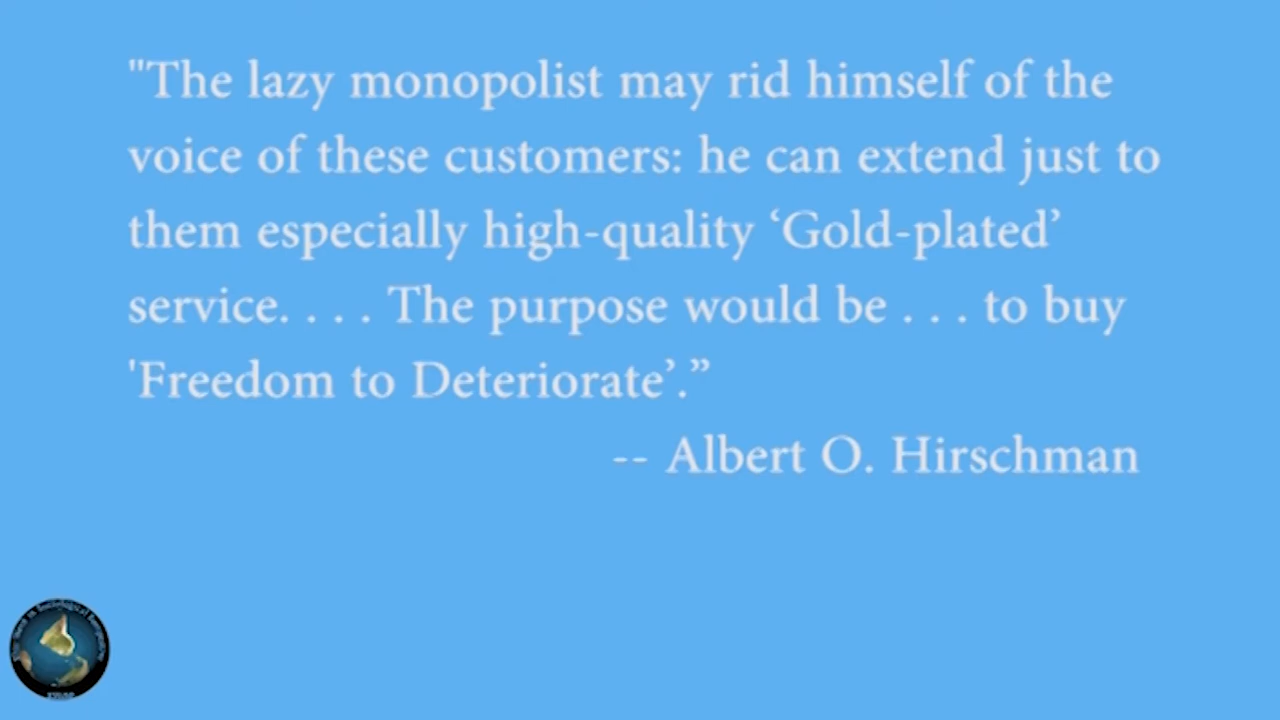 "The lazy monopolist may rid himself of the
voice of these customers: he can extend just to
them especially high-quality ‘Gold-plated’
service. . . . The purpose would be . . . to buy
'Freedom to Deteriorate’.”
-- Albert O. Hirschman